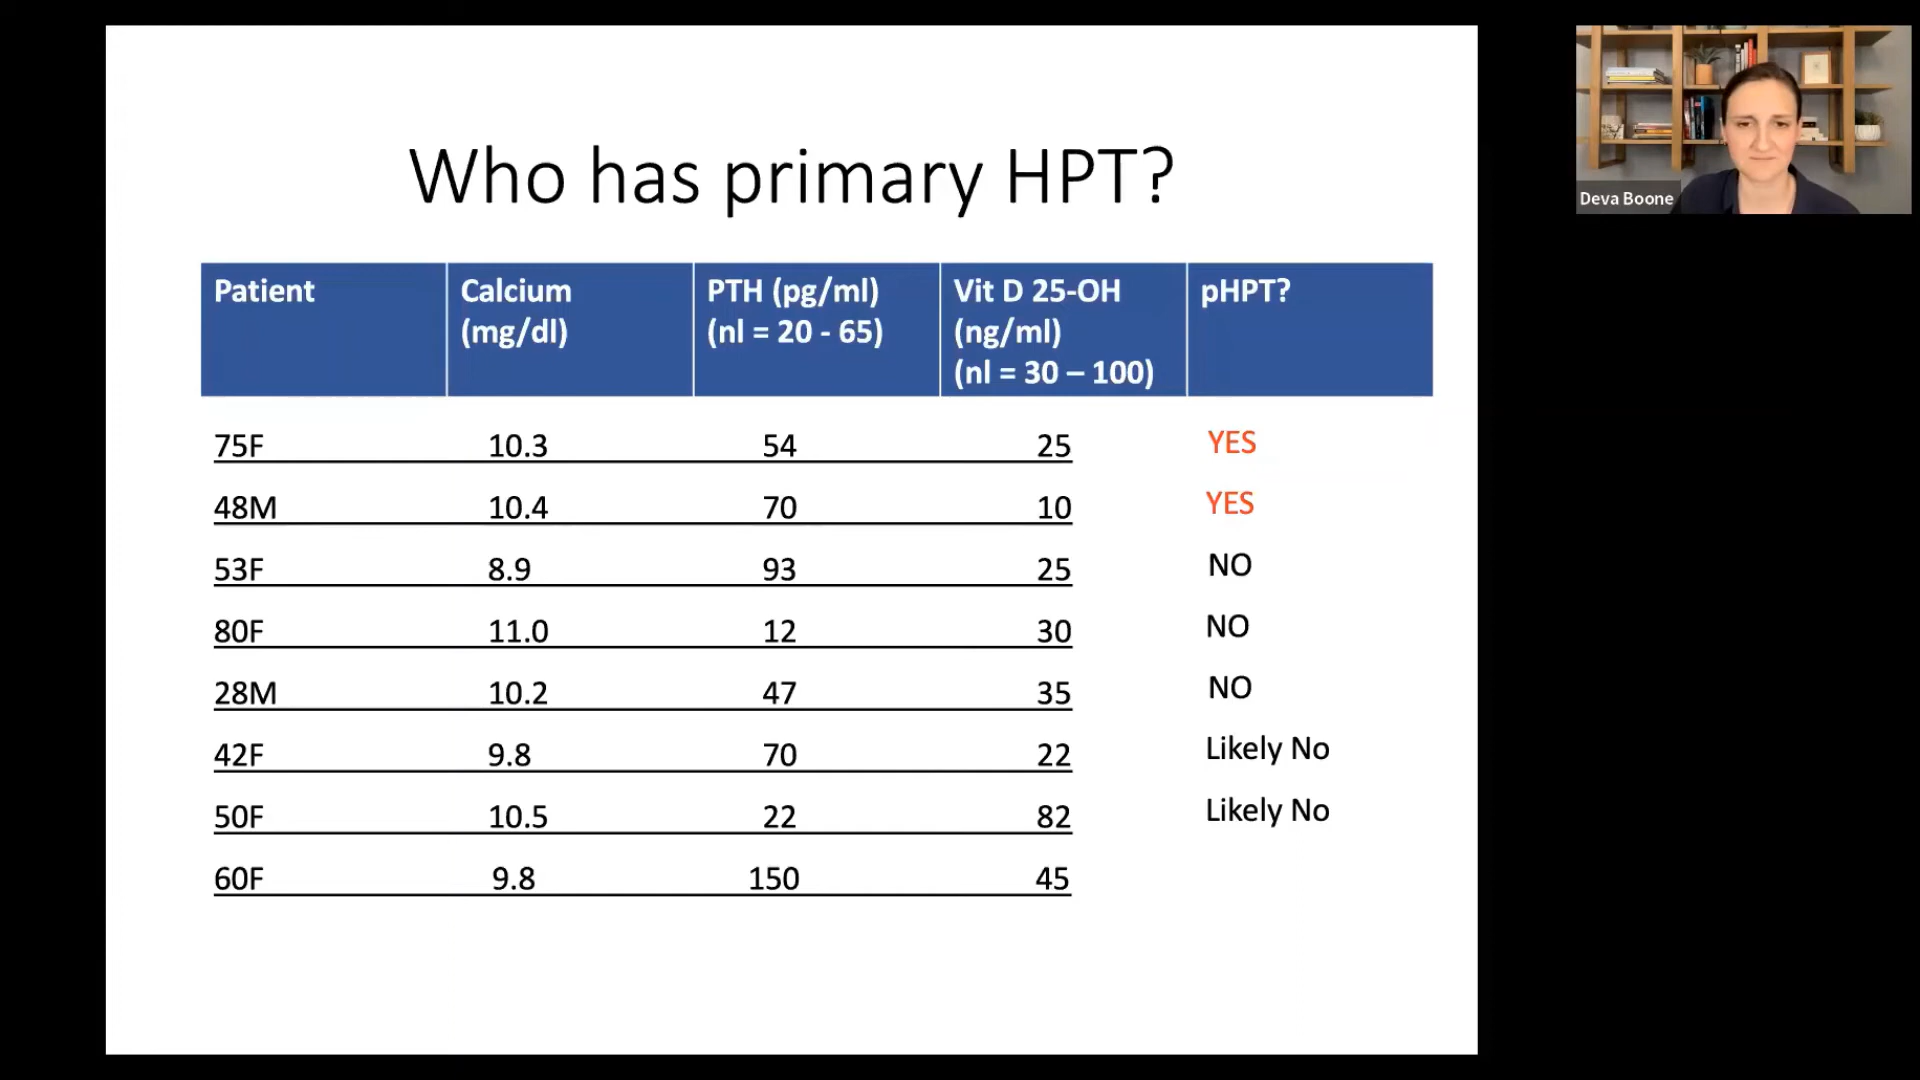 Who has primary HPT?
Patient Calcium (mg/dl) PTH (pg/ml) (nl = 20 - 65) Vit D 25-OH (ng/ml) (nl = 30 – 100) pHPT?
75F 10.3 54 25 YES
48M 10.4 70 10 YES
53F 8.9 93 25 NO
80F 11.0 12 30 NO
28M 10.2 47 35 NO
42F 9.8 70 22 Likely No
50F 10.5 22 82 Likely No
60F 9.8 150 45
Deva Boone